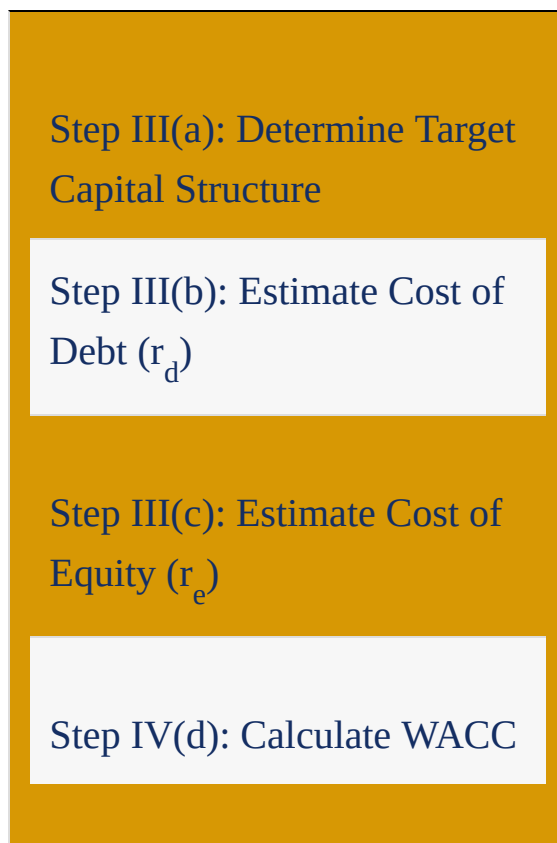 Step III(a): Determine Target
Capital Structure
Step III(b): Estimate Cost of
Debt (rd)
Step III(c): Estimate Cost of
Equity (re)
Step IV(d): Calculate WACC